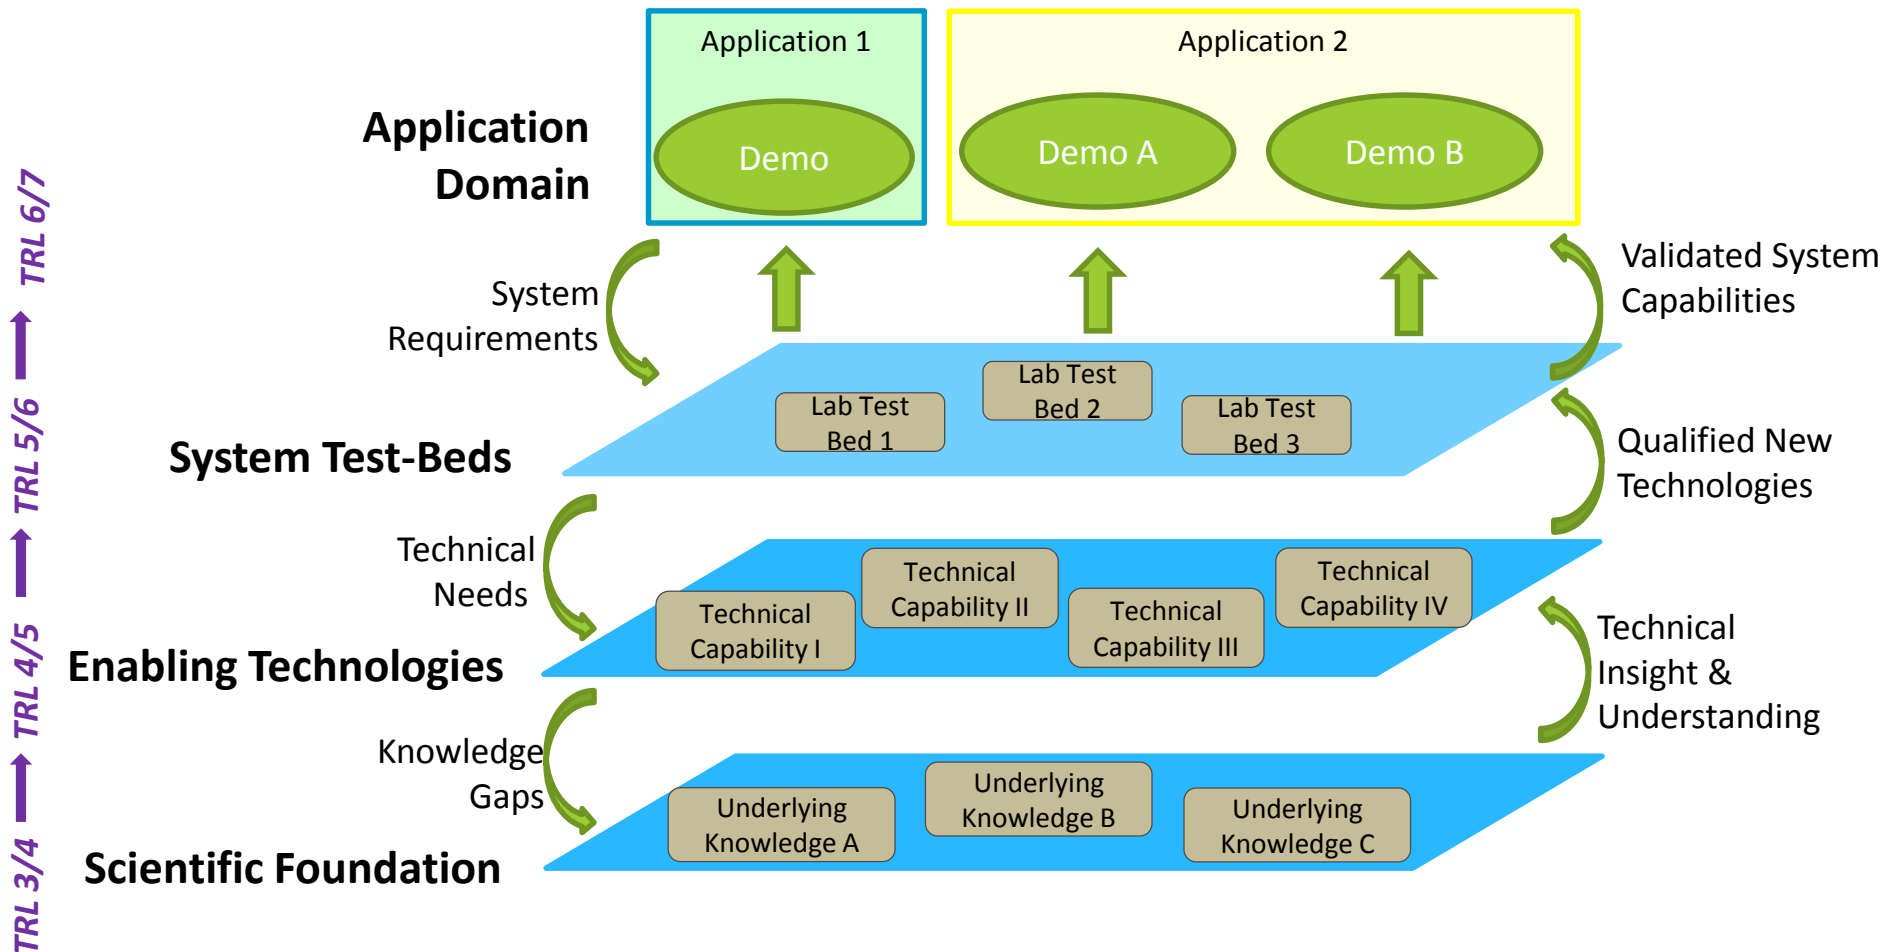 Application 1
Application 2
Application
Domain
Demo
Demo A
Demo B
System
Requirements
Validated System
Capabilities
Lab Test
Bed 1
Lab Test
Bed 2
Lab Test
Bed 3
System Test-Beds
Qualified New
Technologies
Technical
Needs
Technical
Capability I
Technical
Capability II
Technical
Capability III
Technical
Capability IV
Enabling Technologies
Technical
Insight &
Understanding
Knowledge
Gaps
Underlying
Knowledge A
Underlying
Knowledge B
Underlying
Knowledge C
Scientific Foundation
TRL 3/4
TRL 4/5
TRL 5/6
TRL 6/7